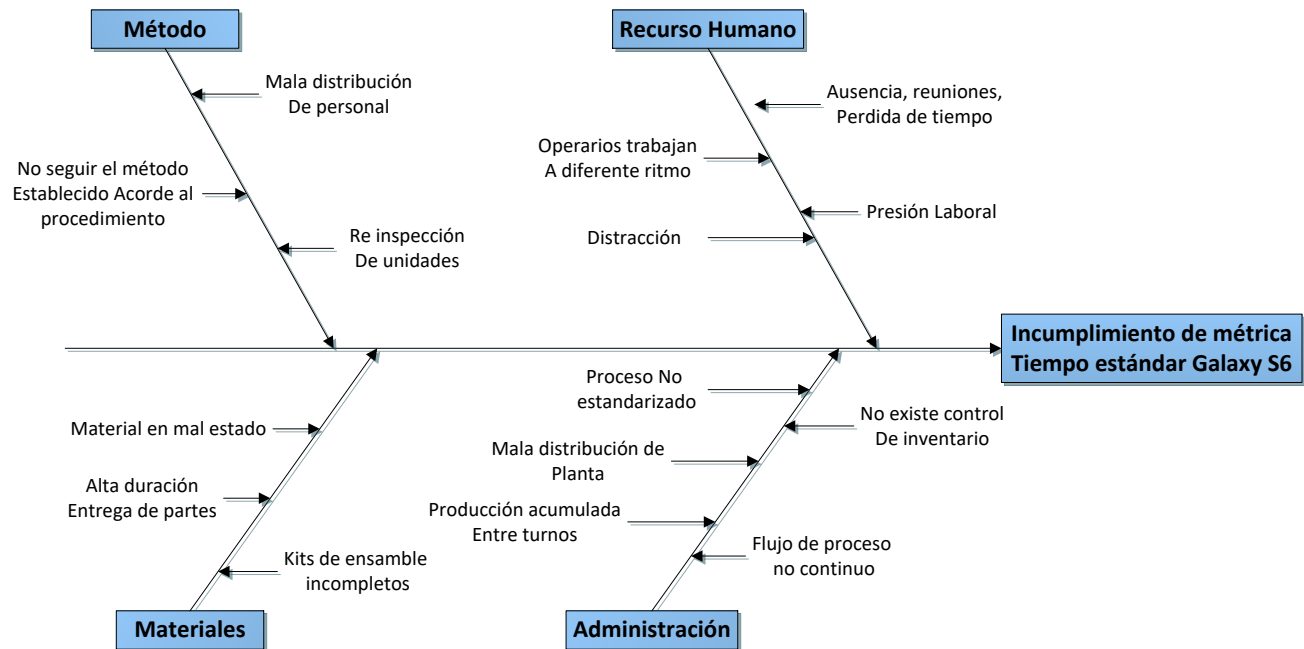 Método
Recurso Humano
Mala distribución
De personal
Ausencia, reuniones,
Perdida de tiempo
Operarios trabajan
A diferente ritmo
No seguir el método
Establecido Acorde al
procedimiento
Presión Laboral
Re inspección
De unidades
Distracción
Incumplimiento de métrica
Tiempo estándar Galaxy S6
Proceso No
estandarizado
No existe control
De inventario
Material en mal estado
Mala distribución de
Planta
Alta duración
Entrega de partes
Producción acumulada
Entre turnos
Kits de ensamble
incompletos
Flujo de proceso
no continuo
Materiales
Administración